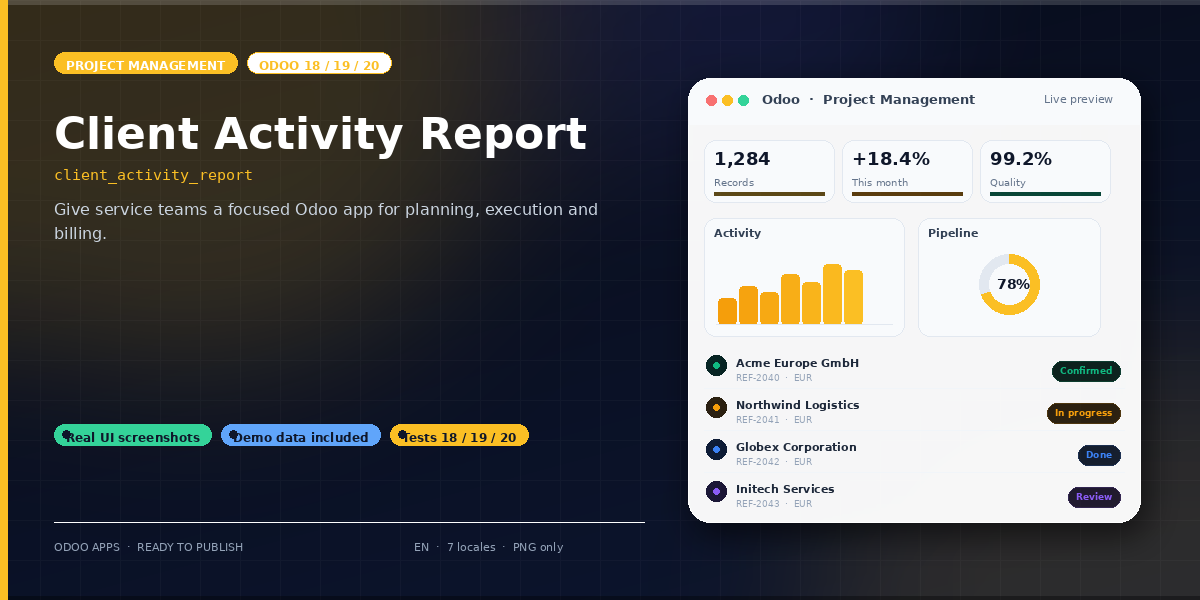 PROJECT MANAGEMENT
ODOO 18 / 19 / 20
Client Activity Report
client_activity_report
Give service teams a focused Odoo app for planning, execution and
billing.
Real UI screenshots
Demo data included
Tests 18 / 19 / 20
ODOO APPS · READY TO PUBLISH
EN · 7 locales · PNG only
Odoo · Project Management
Live preview
1,284
Records
+18.4%
This month
99.2%
Quality
Activity
Pipeline
78%
Acme Europe GmbH
REF-2040 · EUR
Confirmed
Northwind Logistics
REF-2041 · EUR
In progress
Globex Corporation
REF-2042 · EUR
Done
Initech Services
REF-2043 · EUR
Review